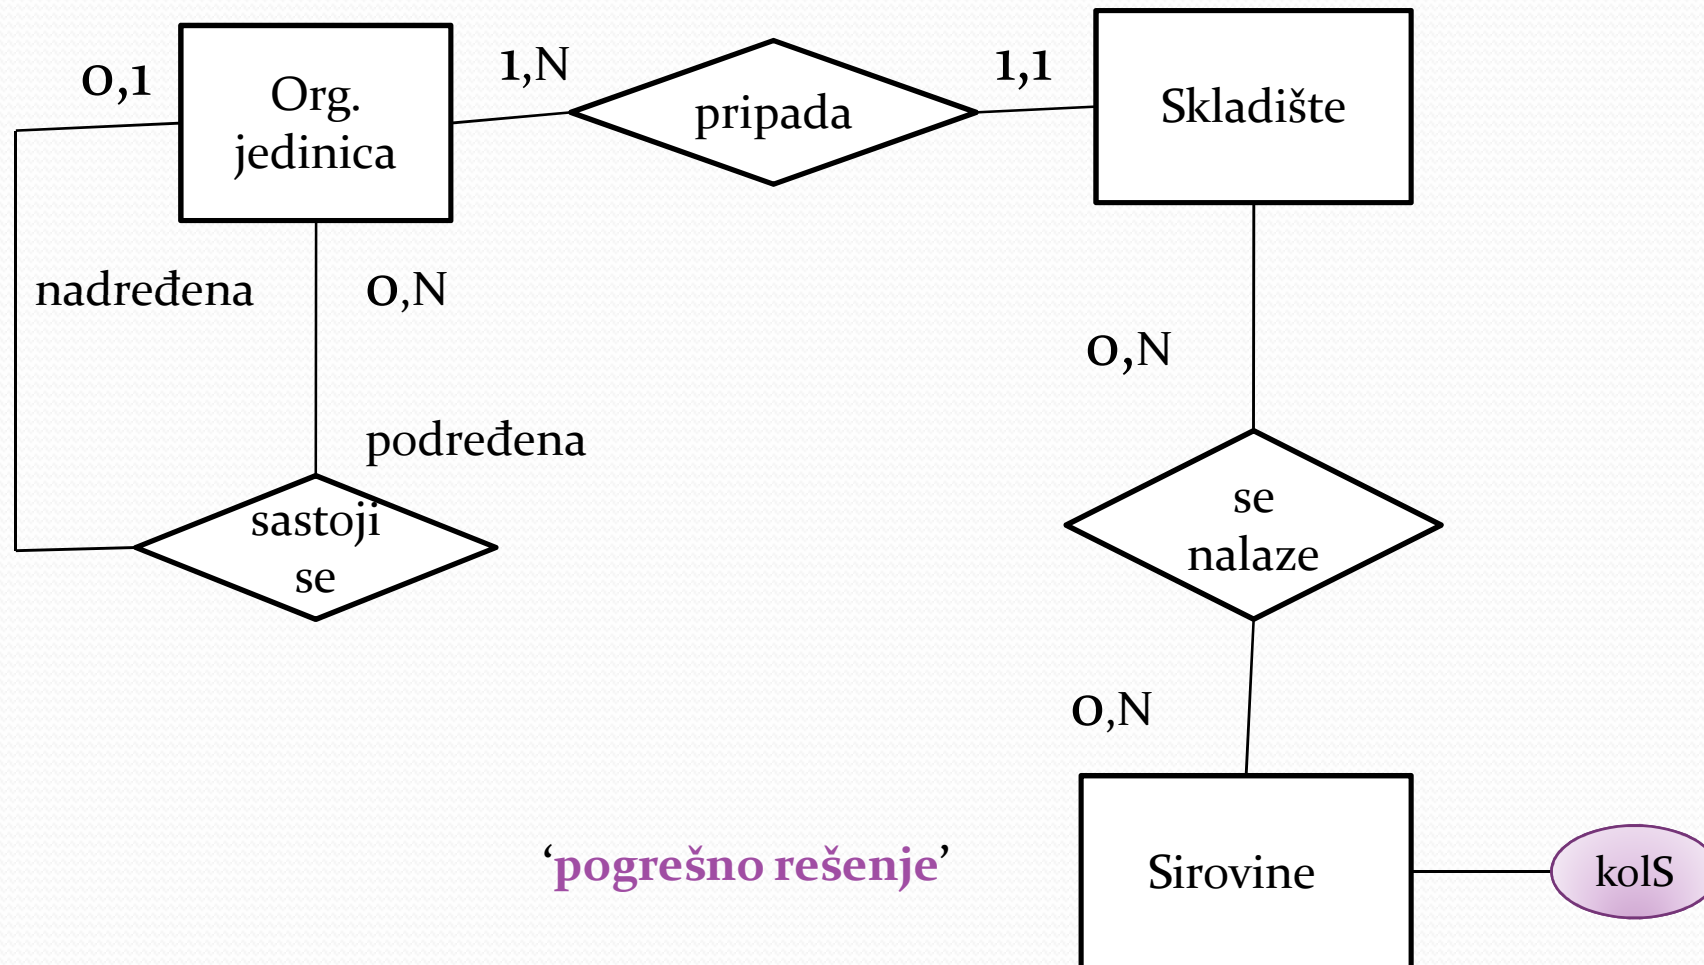 0,1
Org.
jedinica
1,N
pripada
1,1
Skladište
nadređena
0,N
podređena
sastoji
se
0,N
se
nalaze
0,N
‘pogrešno rešenje’
Sirovine
kolS